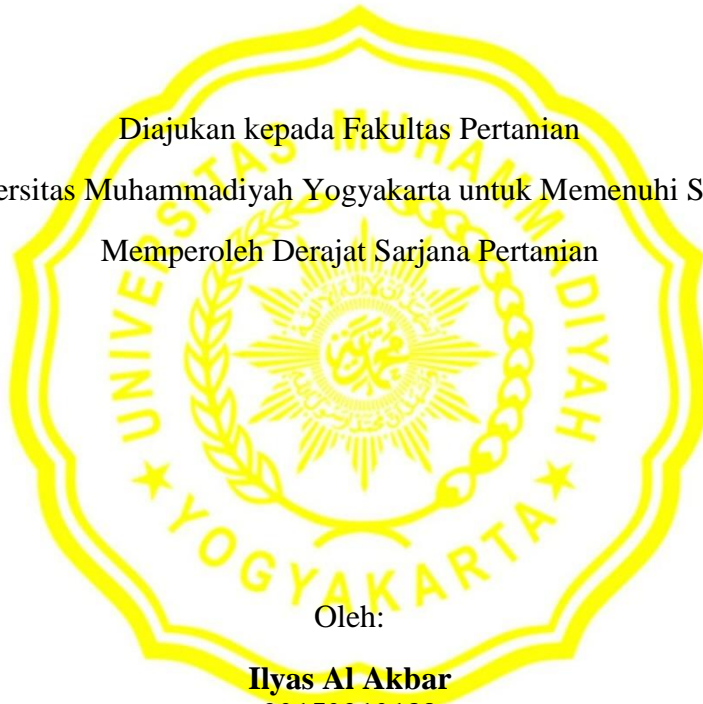 Diajukan kepada Fakultas Pertanian
ersitas Muhammadiyah Yogyakarta untuk Memenuhi S
Memperoleh Derajat Sarjana Pertanian
UNIVERSITAS MUHAMMADIYAH
★ YOGYAKARTA ★
Oleh:
Ilyas Al Akbar